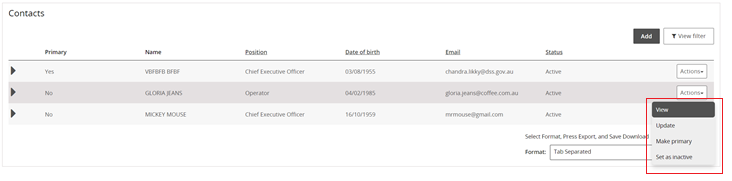 Contacts
Add View filter
Primary Name Position Date of birth Email Status
Yes VBFBFB BFBF Chief Executive Officer 03/08/1955 chandra.likky@dss.gov.au Active Actions
No GLORIA JEANS Operator 04/02/1985 gloria.jeans@coffee.com.au Active Actions
No MICKEY MOUSE Chief Executive Officer 16/10/1959 mrmouse@gmail.com Active
View
Update
Make primary
Set as inactive
Select Format, Press Export, and Save Download
Format: Tab Separated